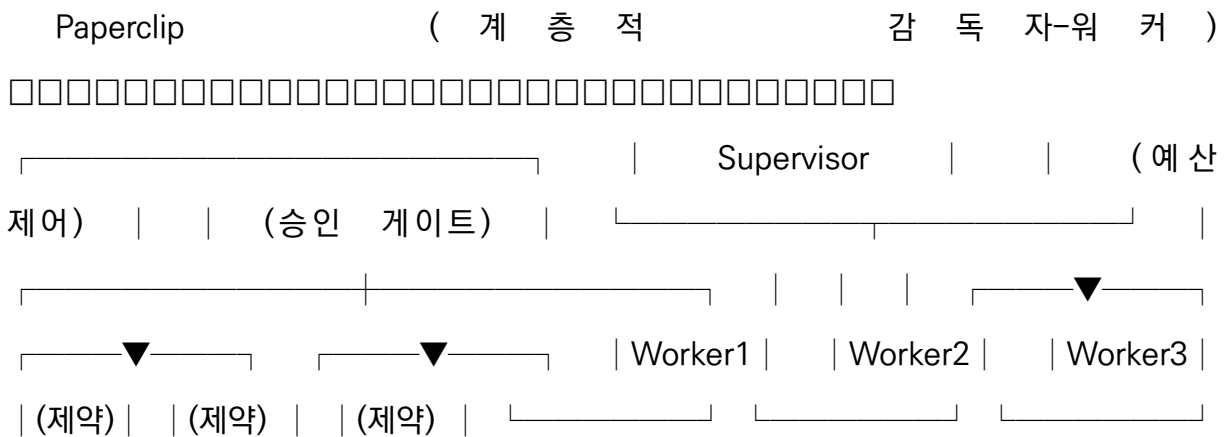 Paperclip ( 계 층 적 감 독 자-워 커 )
□□□□□□□□□□□□□□□□□□□□□□□□□□□□□□□
┌──────────────────┐ │ Supervisor │ │ (예산
제어) │ │ (승인 게이트) │ └─────────┬─────────┘ │
┌────────────┼────────────┐ │ │ │ ┌────▼────┐
┌────▼────┐ ┌────▼────┐ │Worker1│ │Worker2│ │Worker3│
│(제약)│ │(제약) │ │(제약) │ └───────┘ └───────┘ └───────┘